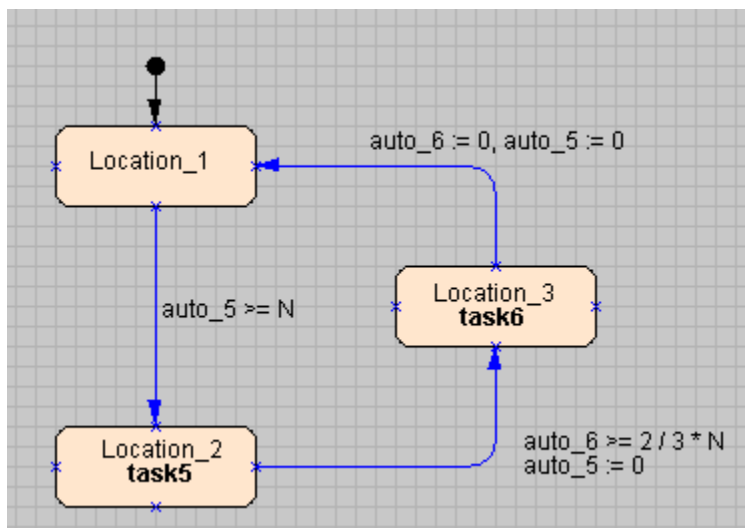 auto_6 := 0, auto_5 := 0
Location_1
Location_3
task6
auto_5 >= N
Location_2
task5
auto_6 >= 2 / 3 * N
auto_5 := 0